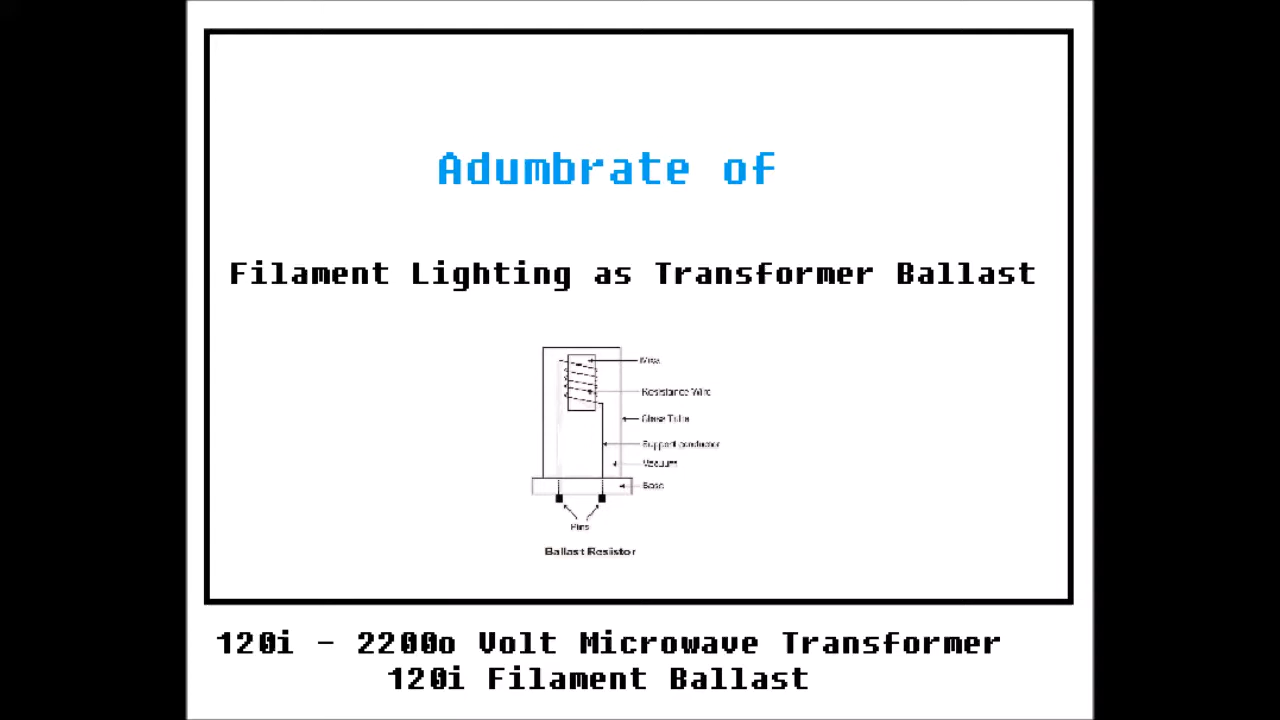 Adumbrate of
Filament Lighting as Transformer Ballast
Mica
Resistance Wire
Glass Tube
Support conductor
Vacuum
Base
Pins
Ballast Resistor
120i - 2200o Volt Microwave Transformer
120i Filament Ballast